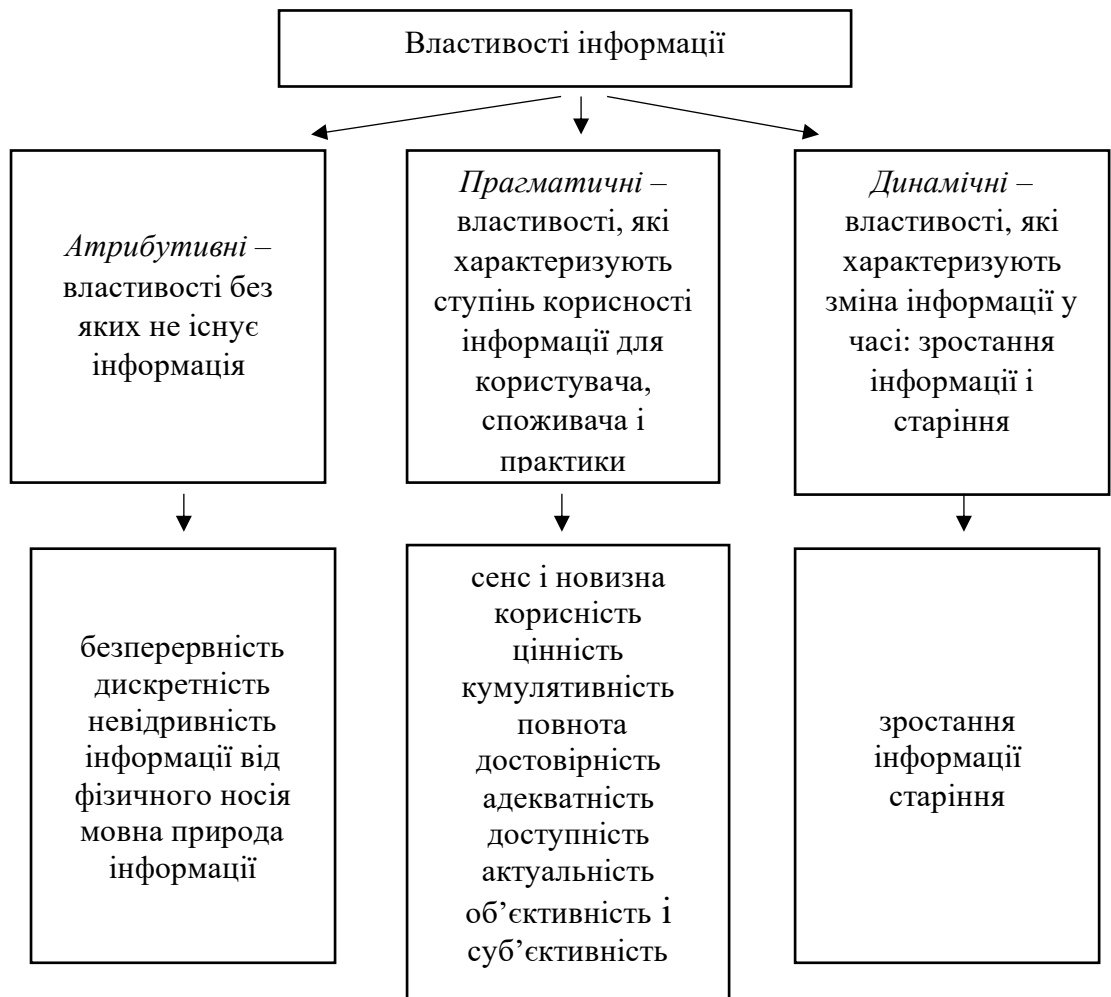 Властивості інформації
Атрибутивні –
властивості без
яких не існує
інформація
Прагматичні –
властивості, які
характеризують
ступінь корисності
інформації для
користувача,
споживача і
практики
Динамічні –
властивості, які
характеризують
зміна інформації у
часі: зростання
інформації і
старіння
безперервність
дискретність
невідривність
інформації від
фізичного носія
мовна природа
інформації
сенс і новизна
корисність
цінність
кумулятивність
повнота
достовірність
адекватність
доступність
актуальність
об’єктивність і
суб’єктивність
зростання
інформації
старіння